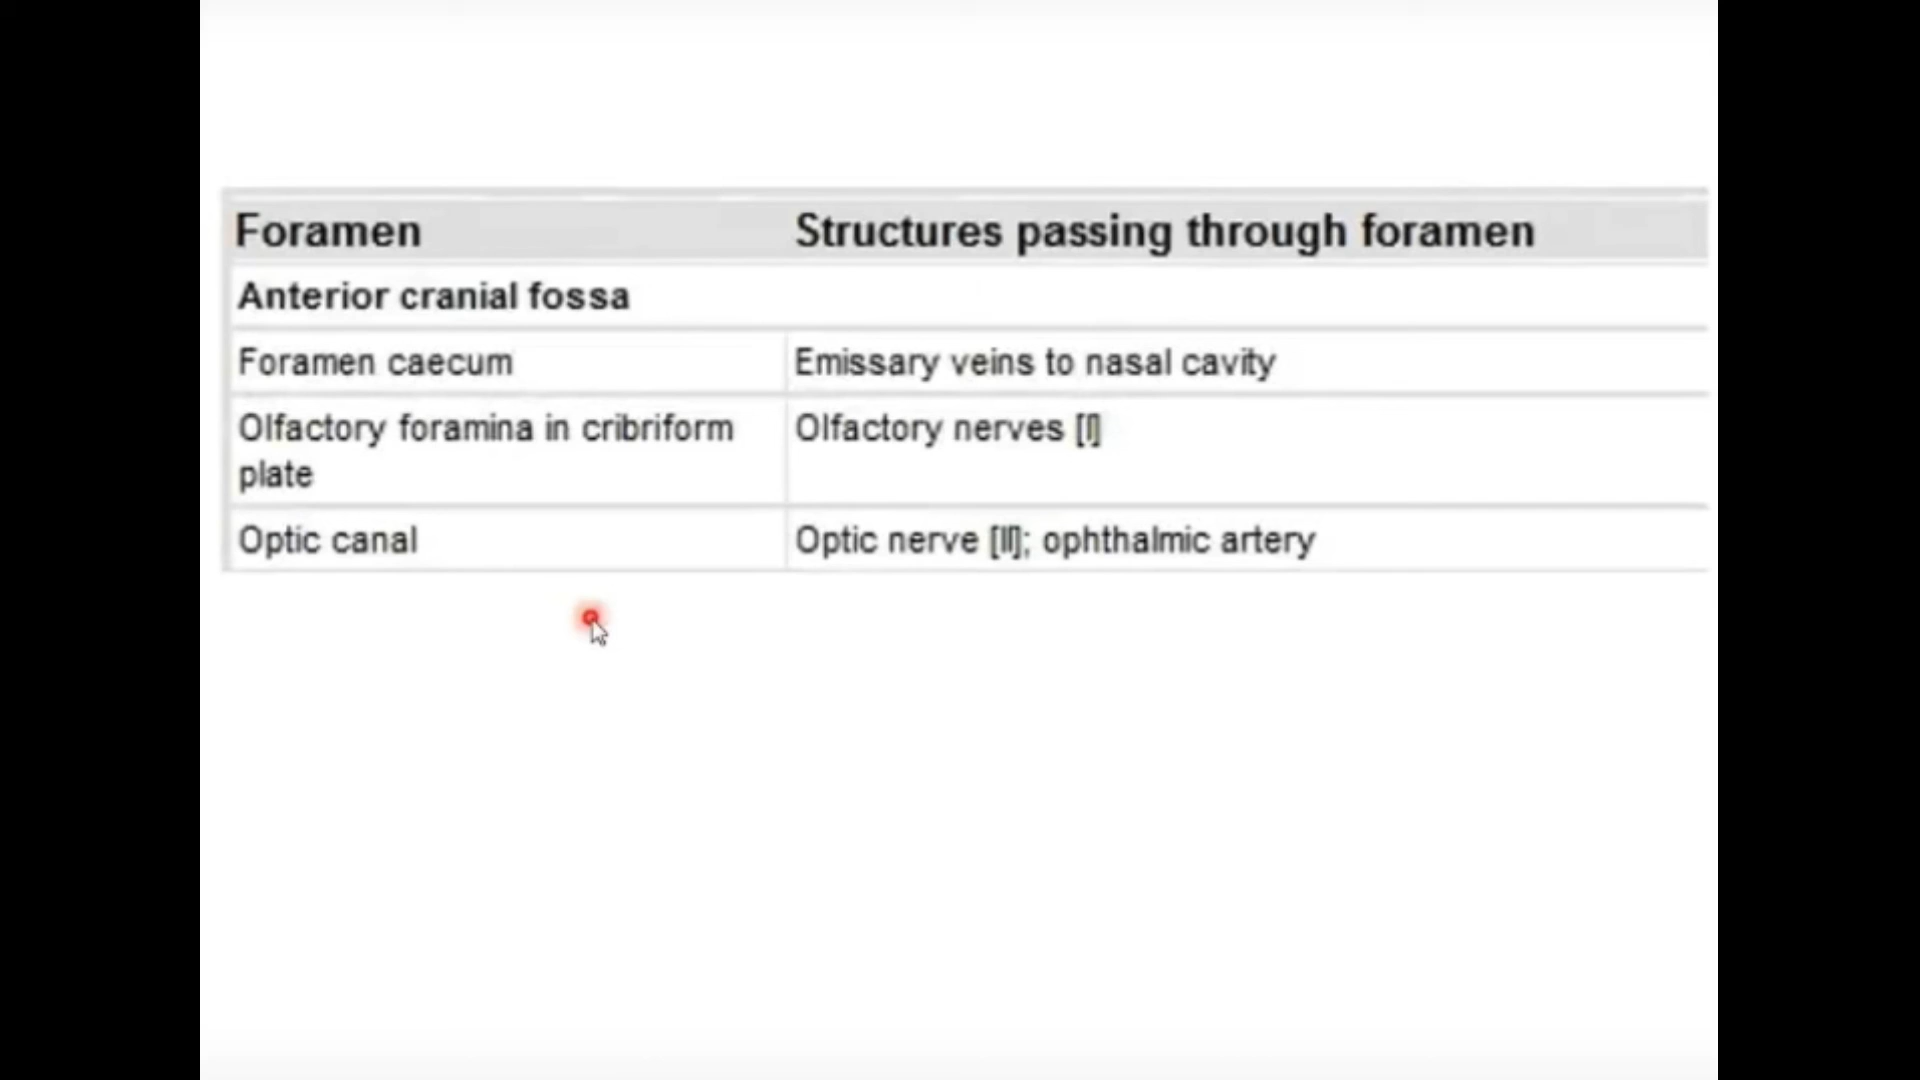 Foramen Structures passing through foramen
Anterior cranial fossa
Foramen caecum Emissary veins to nasal cavity
Olfactory foramina in cribriform Olfactory nerves [I]
plate
Optic canal Optic nerve [II]; ophthalmic artery